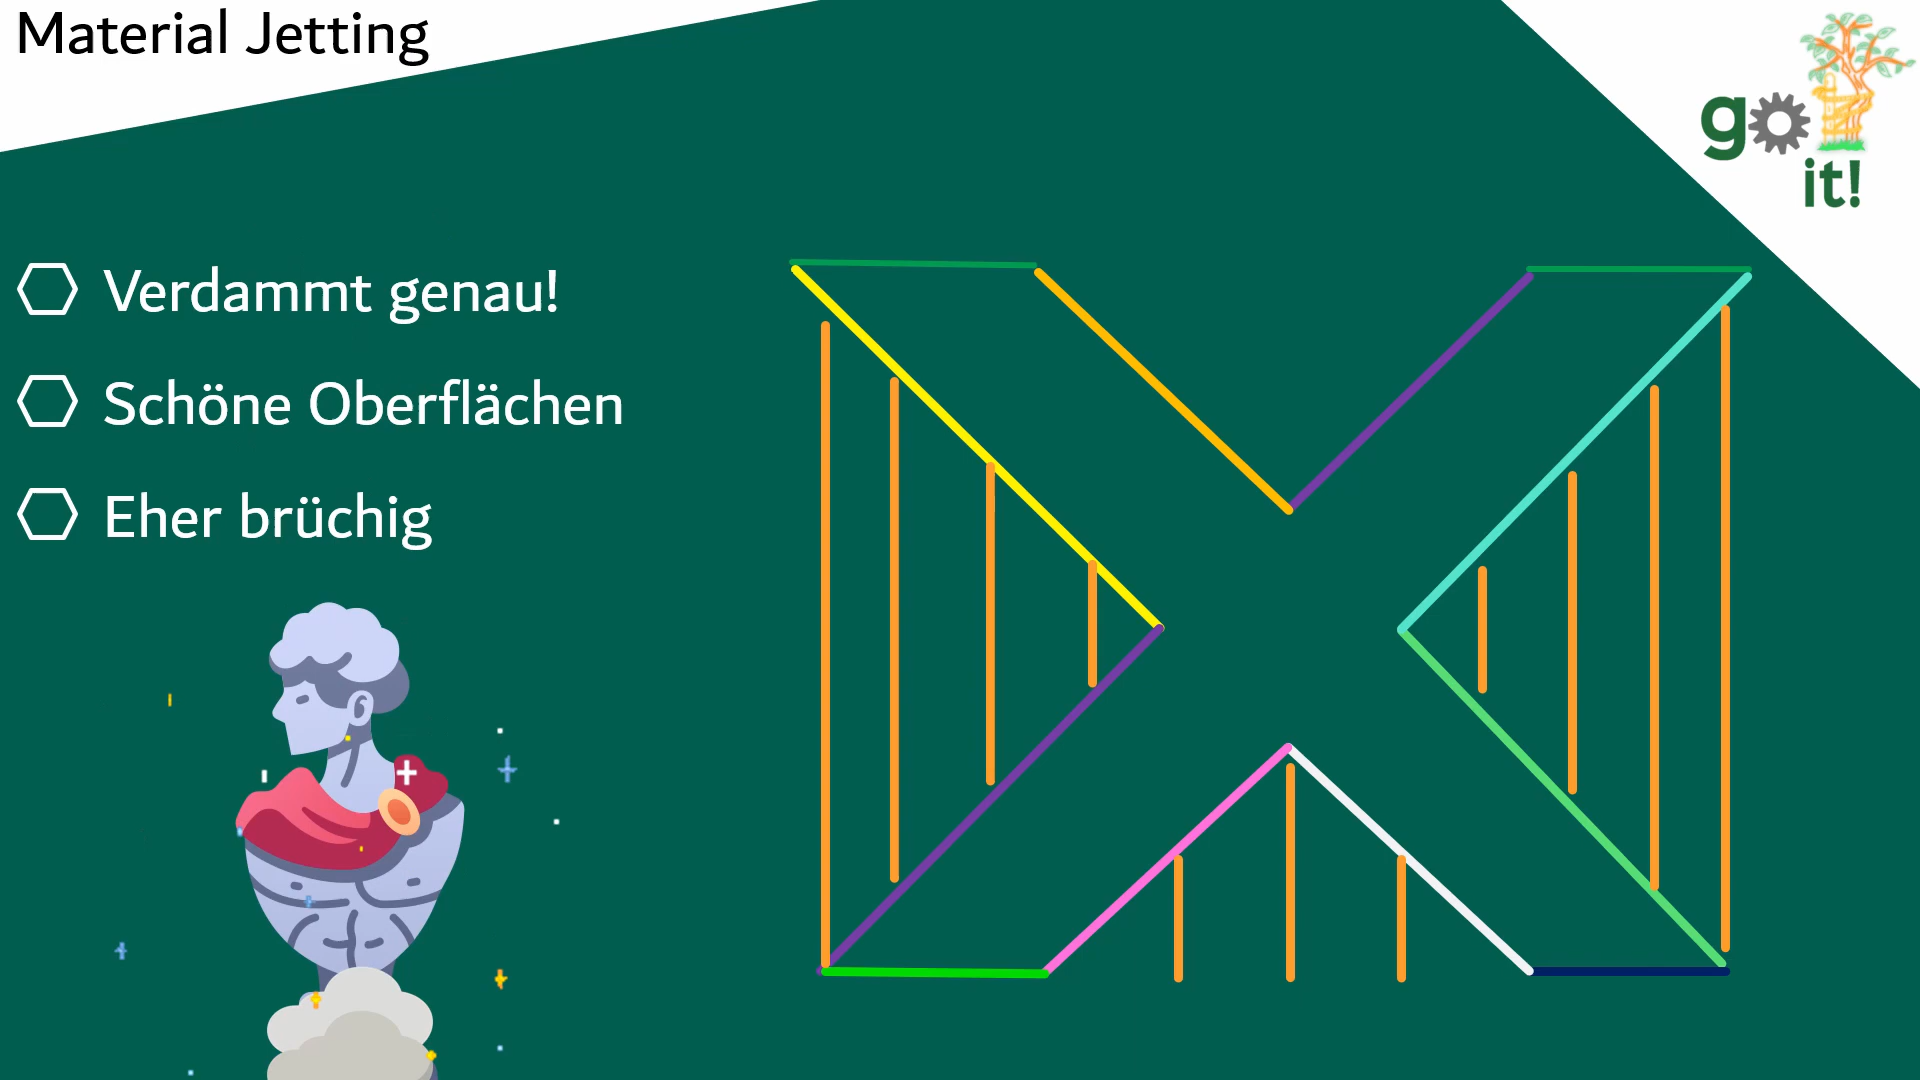 Material Jetting
go
it!
Verdammt genau!
Schöne Oberflächen
Eher brüchig